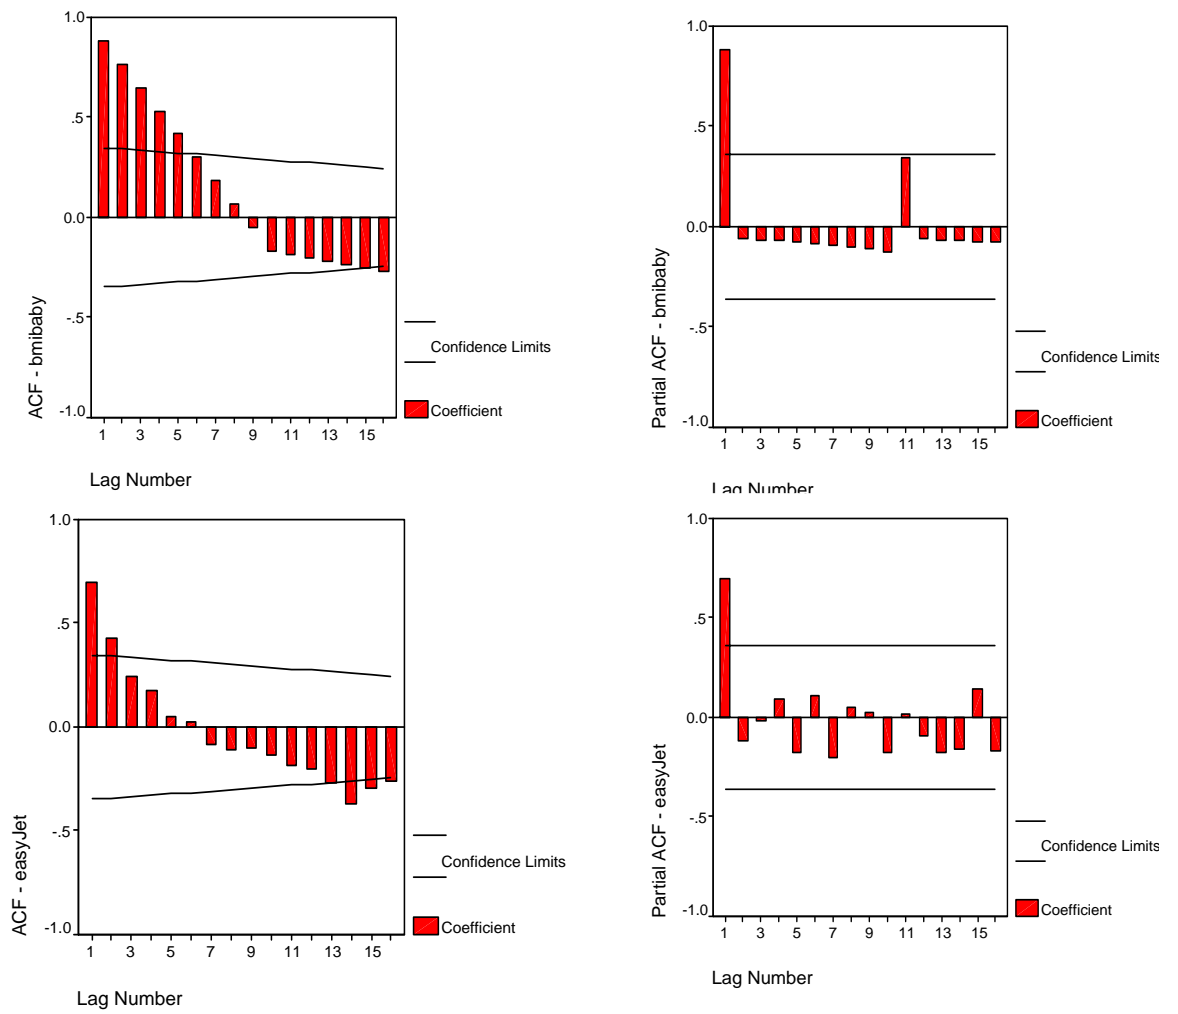 1.0
.5
0.0
-.5
-1.0
ACF - bmibaby
1 3 5 7 9 11 13 15
Lag Number
Confidence Limits
Coefficient
1.0
.5
0.0
-.5
-1.0
Partial ACF - bmibaby
1 3 5 7 9 11 13 15
Lag Number
Confidence Limits
Coefficient
1.0
.5
0.0
-.5
-1.0
ACF - easyJet
1 3 5 7 9 11 13 15
Lag Number
Confidence Limits
Coefficient
1.0
.5
0.0
-.5
-1.0
Partial ACF - easyJet
1 3 5 7 9 11 13 15
Lag Number
Confidence Limits
Coefficient